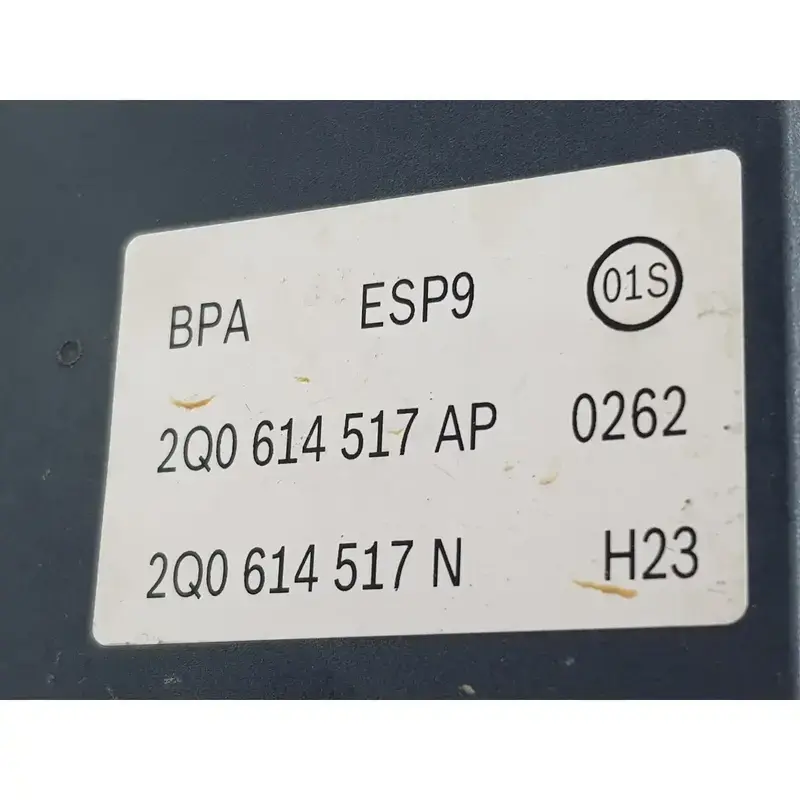 BPA ESP9 01S
2Q0 614 517 AP 0262
2Q0 614 517 N H23